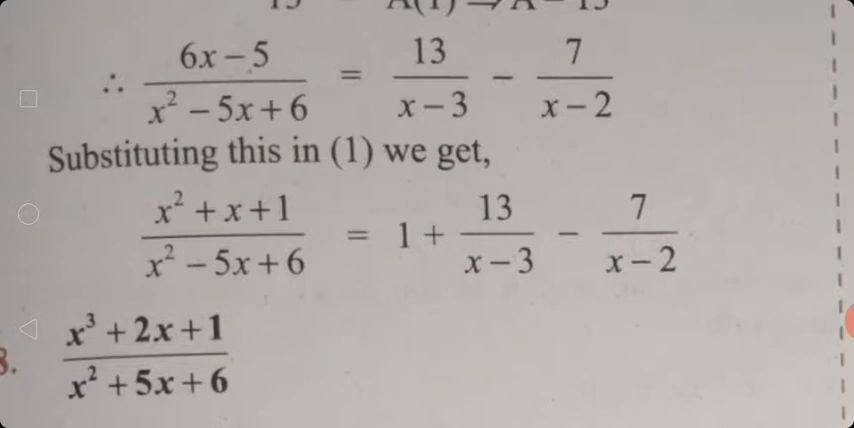 ∴ (6x − 5)/(x² − 5x + 6) = 13/(x − 3) − 7/(x − 2)
Substituting this in (1) we get,
(x² + x + 1)/(x² − 5x + 6) = 1 + 13/(x − 3) − 7/(x − 2)
(x³ + 2x + 1)/(x² + 5x + 6)